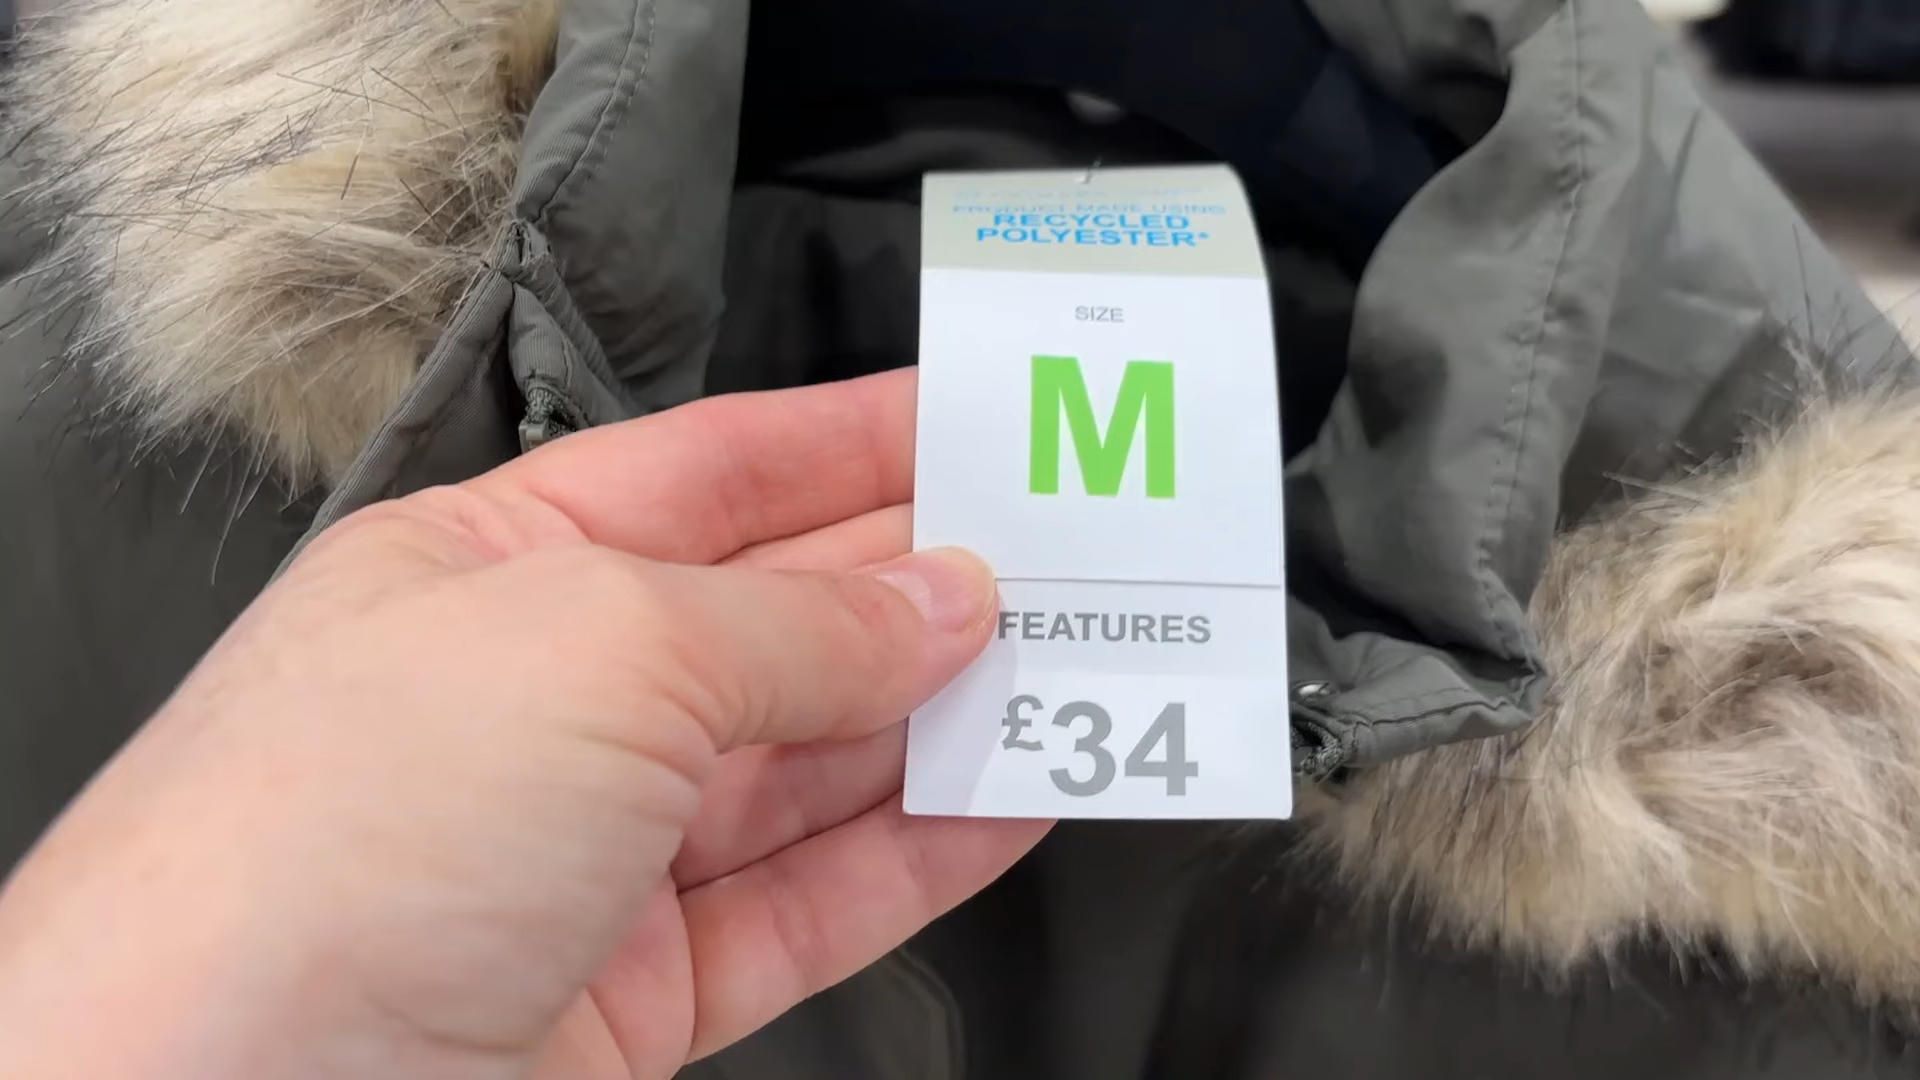 PRODUCT MADE USING
RECYCLED
POLYESTER*
SIZE
M
FEATURES
£34